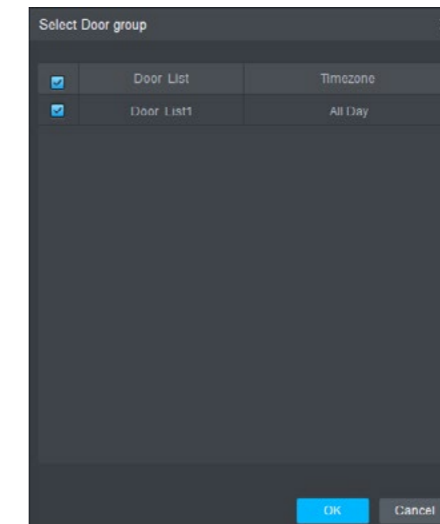 Select Door group
Door List Timezone
Door List1 All Day
OK Cancel